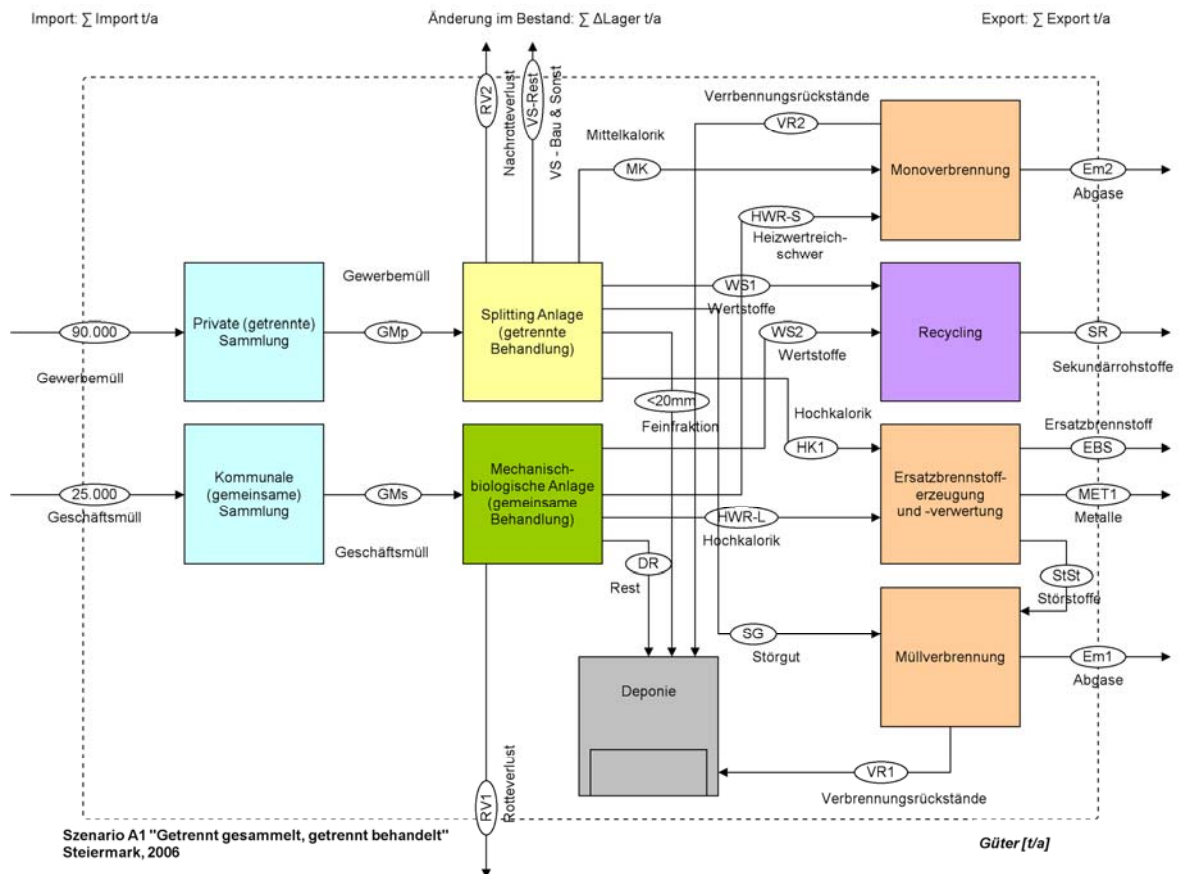 Import: ∑ Import t/a
Änderung im Bestand: ∑ ΔLager t/a
Export: ∑ Export t/a
RV2
Nachrotteverlust
VS-Rest
VS - Bau & Sonst
Verrbennungsrückstände
VR2
Mittelkalorik
MK
Monoverbrennung
Em2
Abgase
HWR-S
Heizwertreich-
schwer
Gewerbemüll
90.000
Gewerbemüll
Private (getrennte)
Sammlung
GMp
Splitting Anlage
(getrennte
Behandlung)
WS1
Wertstoffe
WS2
Wertstoffe
Recycling
SR
Sekundärrohstoffe
<20mm
Feinfraktion
Hochkalorik
HK1
Ersatzbrennstoff
EBS
MET1
Metalle
25.000
Geschäftsmüll
Kommunale
(gemeinsame)
Sammlung
GMs
Geschäftsmüll
Mechanisch-
biologische Anlage
(gemeinsame
Behandlung)
HWR-L
Hochkalorik
Ersatzbrennstoff-
erzeugung
und -verwertung
DR
Rest
StSt
Störstoffe
SG
Störgut
Müllverbrennung
Em1
Abgase
Deponie
VR1
Verbrennungsrückstände
RV1
Rotteverlust
Szenario A1 "Getrennt gesammelt, getrennt behandelt"
Steiermark, 2006
Güter [t/a]